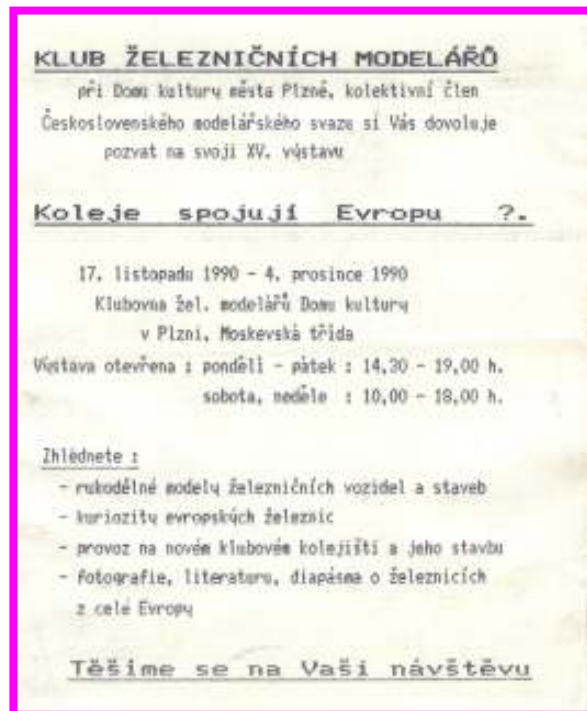 KLUB ŽELEZNIČNÍCH MODELÁŘŮ
při Domu kultury města Plzně, kolektivní člen
Československého modelářského svazu si Vás dovoluje
pozvat na svoji XV. výstavu
Koleje spojují Evropu ?.
17. listopadu 1990 - 4. prosince 1990
Klubovna žel. modelářů Domu kultury
v Plzni, Moskevská třída
Výstava otevřena : pondělí - pátek : 14,30 - 19,00 h.
sobota, neděle : 10,00 - 18,00 h.
Zhlédnete :
- rukodělné modely železničních vozidel a staveb
- kuriozity evropských železnic
- provoz na novém klubovém kolejišti a jeho stavbu
- fotografie, literaturu, diapásma o železnicích
z celé Evropy
Těšíme se na Vaši návštěvu